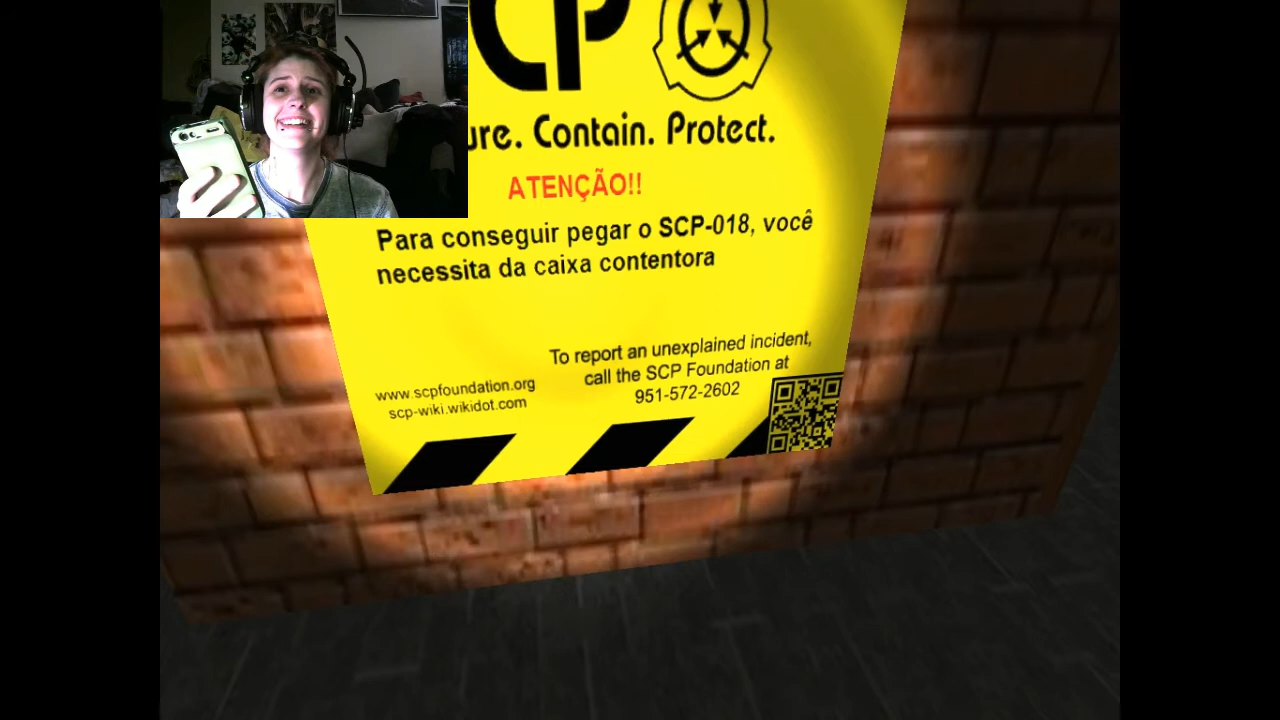 CP
ure. Contain. Protect.
ATENÇÃO!!
Para conseguir pegar o SCP-018, você
necessita da caixa contentora
To report an unexplained incident,
call the SCP Foundation at
951-572-2602
www.scpfoundation.org
scp-wiki.wikidot.com